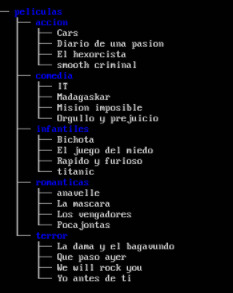 peliculas
accion
Cars
Diario de una pasion
El hexorcista
smooth criminal
comedia
IT
Madagaskar
Mision imposible
Orgullo y prejuicio
infantiles
Bichota
El juego del miedo
Rapido y furioso
titanic
romanticas
anavelle
La mascara
Los vengadores
Pocajontas
terror
La dama y el bagavundo
Que paso ayer
We will rock you
Yo antes de ti